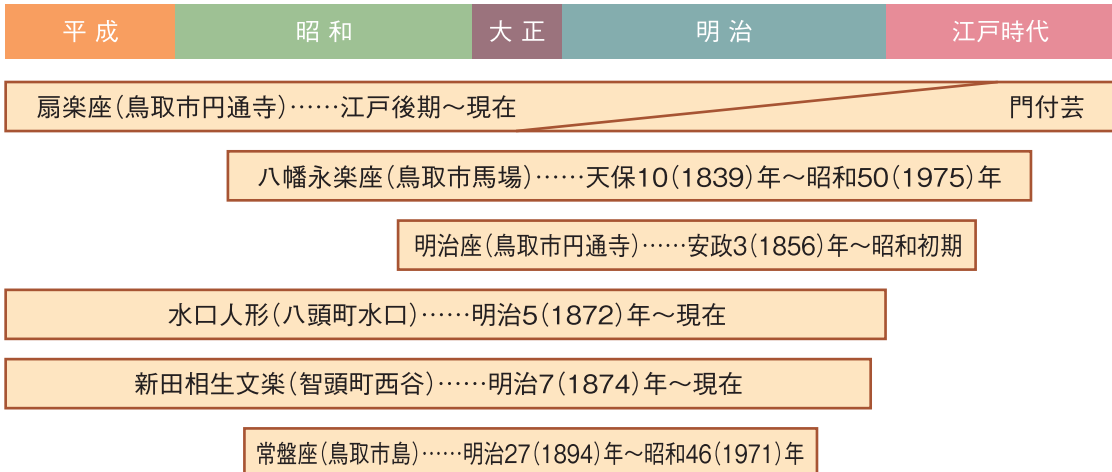 平成 昭和 大正 明治 江戸時代
扇楽座(鳥取市円通寺)……江戸後期〜現在 門付芸
八幡永楽座(鳥取市馬場)……天保10(1839)年〜昭和50(1975)年
明治座(鳥取市円通寺)……安政3(1856)年〜昭和初期
水口人形(八頭町水口)……明治5(1872)年〜現在
新田相生文楽(智頭町西谷)……明治7(1874)年〜現在
常盤座(鳥取市島)……明治27(1894)年〜昭和46(1971)年